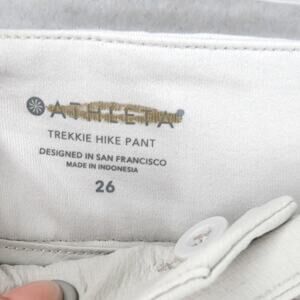 ATHLETA
TREKKIE HIKE PANT
DESIGNED IN SAN FRANCISCO
MADE IN INDONESIA
26